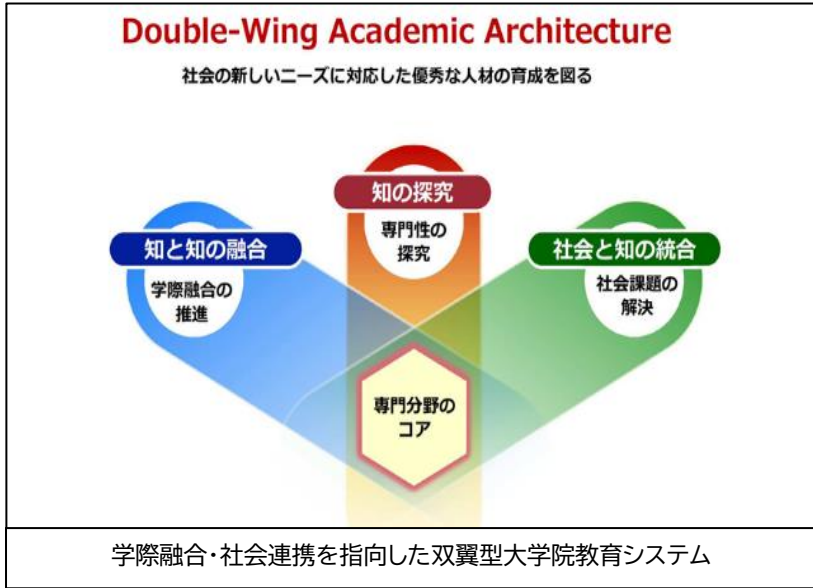 Double-Wing Academic Architecture
社会の新しいニーズに対応した優秀な人材の育成を図る
知の探究
専門性の
探究
知と知の融合
学際融合の
推進
社会と知の統合
社会課題の
解決
専門分野の
コア
学際融合・社会連携を指向した双翼型大学院教育システム